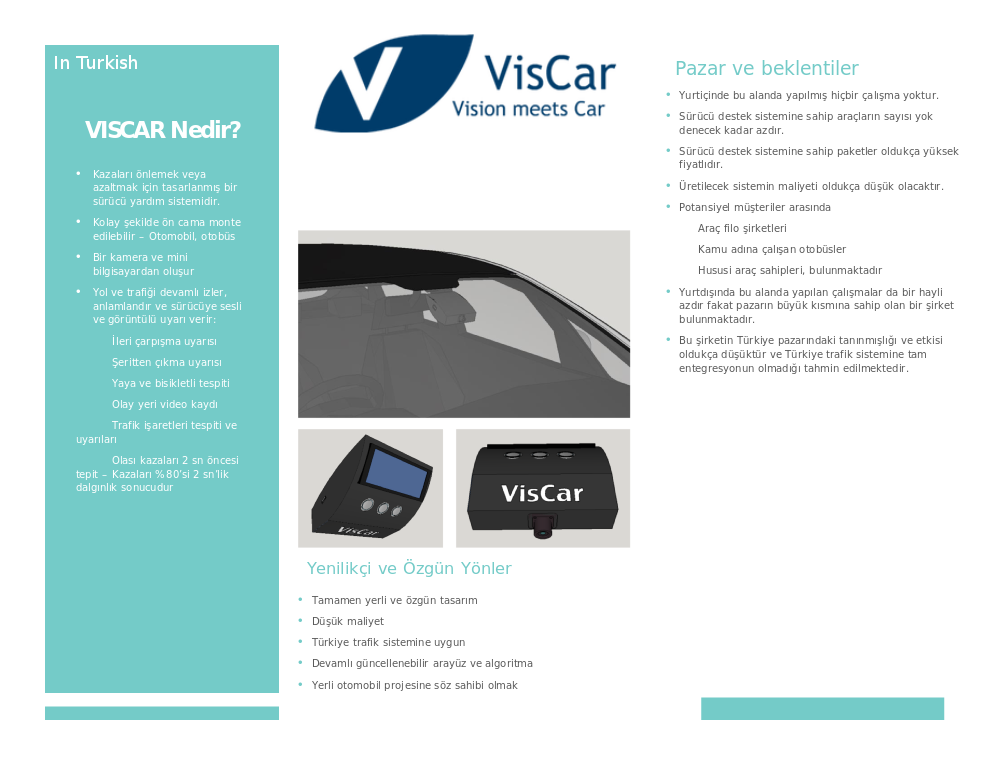 In Turkish
VISCAR Nedir?
• Kazaları önlemek veya
azaltmak için tasarlanmış bir
sürücü yardım sistemidir.
• Kolay şekilde ön cama monte
edilebilir – Otomobil, otobüs
• Bir kamera ve mini
bilgisayardan oluşur
• Yol ve trafiği devamlı izler,
anlamlandır ve sürücüye sesli
ve görüntülü uyarı verir:
İleri çarpışma uyarısı
Şeritten çıkma uyarısı
Yaya ve bisikletli tespiti
Olay yeri video kaydı
Trafik işaretleri tespiti ve
uyarıları
Olası kazaları 2 sn öncesi
tepit – Kazaları %80’si 2 sn’lik
dalgınlık sonucudur
V VisCar
Vision meets Car
VisCar
VisCar
Yenilikçi ve Özgün Yönler
• Tamamen yerli ve özgün tasarım
• Düşük maliyet
• Türkiye trafik sistemine uygun
• Devamlı güncellenebilir arayüz ve algoritma
• Yerli otomobil projesine söz sahibi olmak
Pazar ve beklentiler
• Yurtiçinde bu alanda yapılmış hiçbir çalışma yoktur.
• Sürücü destek sistemine sahip araçların sayısı yok
denecek kadar azdır.
• Sürücü destek sistemine sahip paketler oldukça yüksek
fiyatlıdır.
• Üretilecek sistemin maliyeti oldukça düşük olacaktır.
• Potansiyel müşteriler arasında
Araç filo şirketleri
Kamu adına çalışan otobüsler
Hususi araç sahipleri, bulunmaktadır
• Yurtdışında bu alanda yapılan çalışmalar da bir hayli
azdır fakat pazarın büyük kısmına sahip olan bir şirket
bulunmaktadır.
• Bu şirketin Türkiye pazarındaki tanınmışlığı ve etkisi
oldukça düşüktür ve Türkiye trafik sistemine tam
entegresyonun olmadığı tahmin edilmektedir.